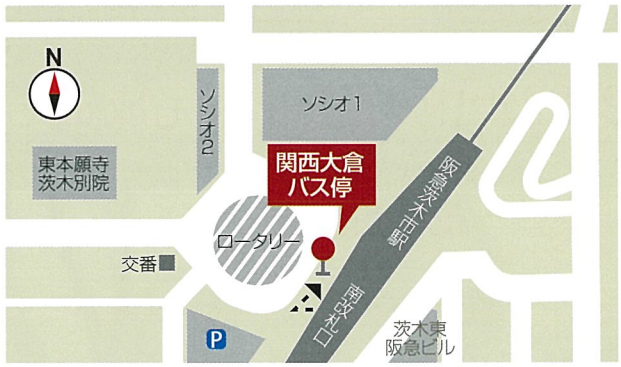 N
ソシオ2
ソシオ1
東本願寺
茨木別院
関西大倉
バス停
阪急茨木市駅
ロータリー
交番
南改札口
P
茨木東
阪急ビル